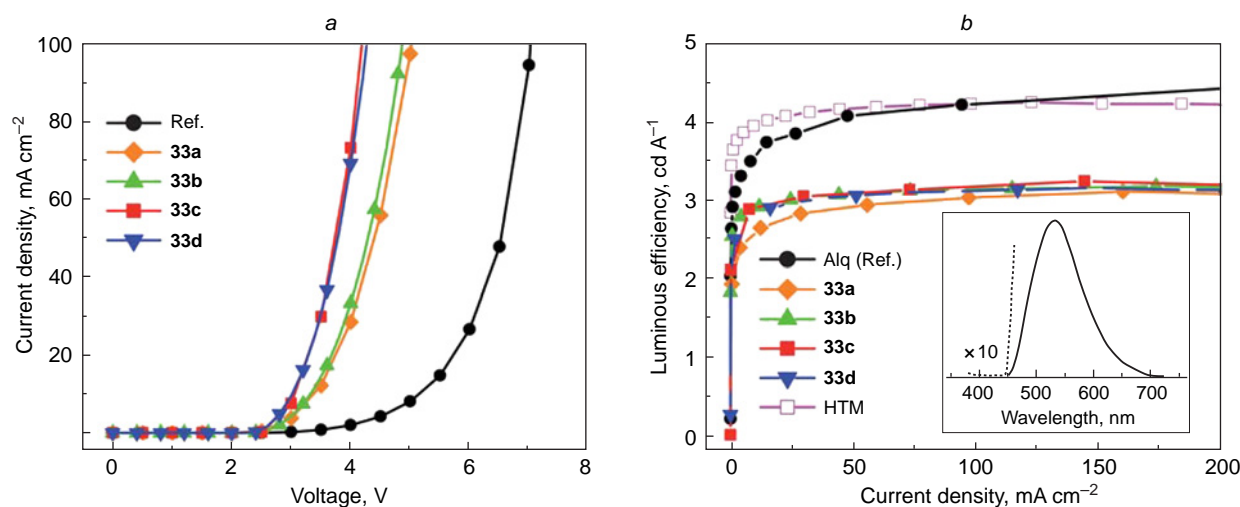 a
Current density, mA cm−2
100
80
60
40
20
0
2
4
6
8
Voltage, V
Ref.
33a
33b
33c
33d
b
Luminous efficiency, cd A−1
5
4
3
2
1
0
0
50
100
150
200
Current density, mA cm−2
Alq (Ref.)
33a
33b
33c
33d
HTM
×10
400
500
600
700
Wavelength, nm